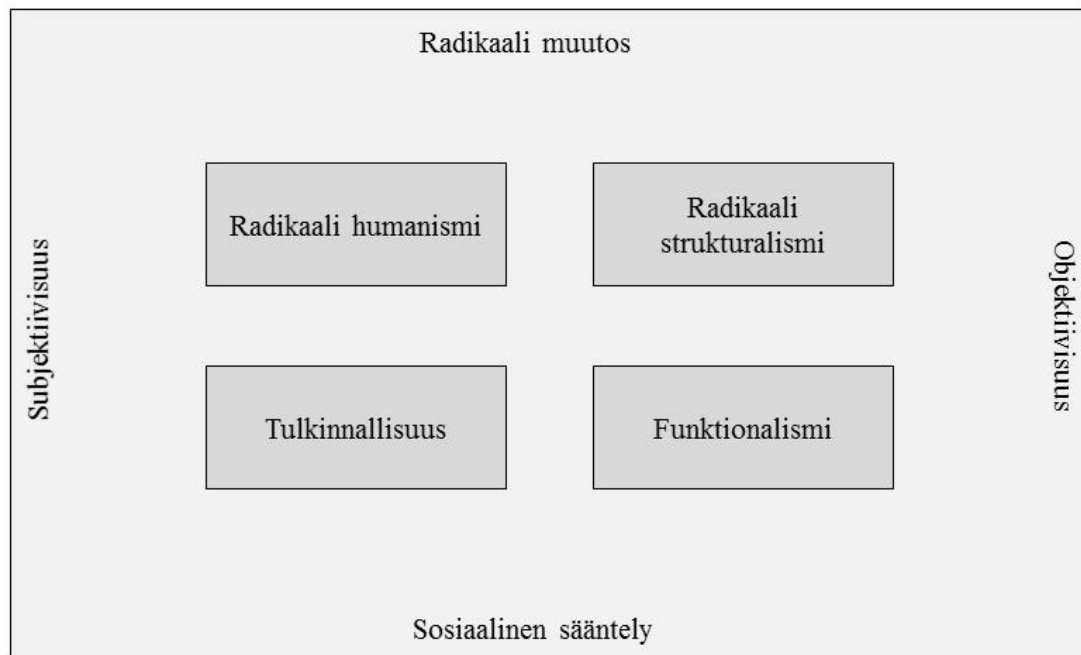 Radikaali muutos
Radikaali humanismi
Radikaali
strukturalismi
Subjektiivisuus
Objektiivisuus
Tulkinnallisuus
Funktionalismi
Sosiaalinen sääntely